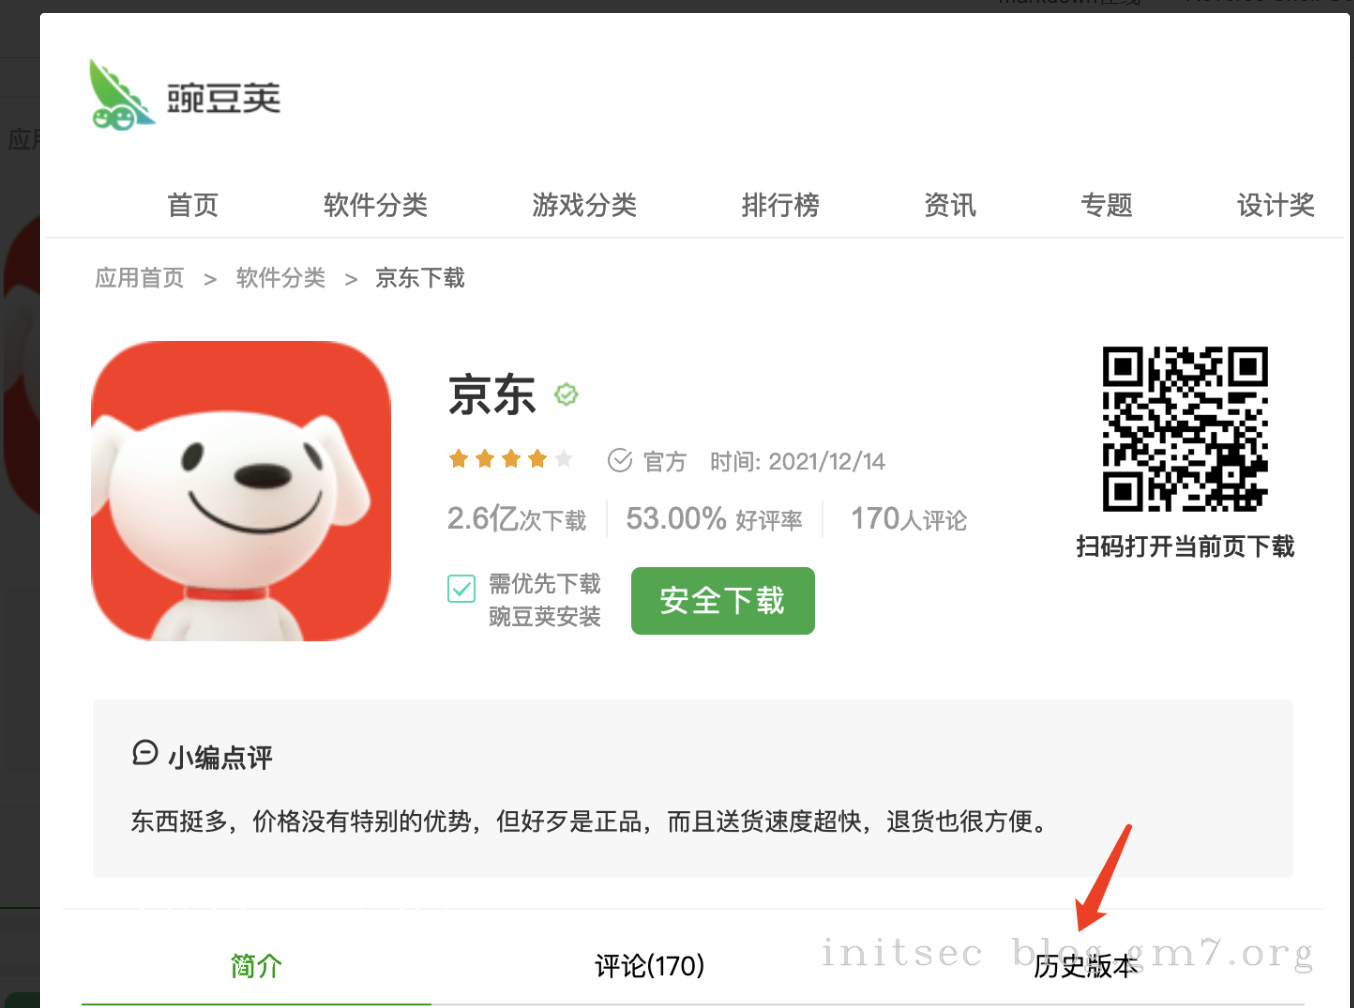 豌豆荚
首页 软件分类 游戏分类 排行榜 资讯 专题 设计奖
应用首页 > 软件分类 > 京东下载
京东
官方 时间: 2021/12/14
2.6亿次下载 53.00% 好评率 170人评论
需优先下载
豌豆荚安装
安全下载
扫码打开当前页下载
小编点评
东西挺多，价格没有特别的优势，但好歹是正品，而且送货速度超快，退货也很方便。
简介 评论(170) 历史版本
initsec blog.gm7.org